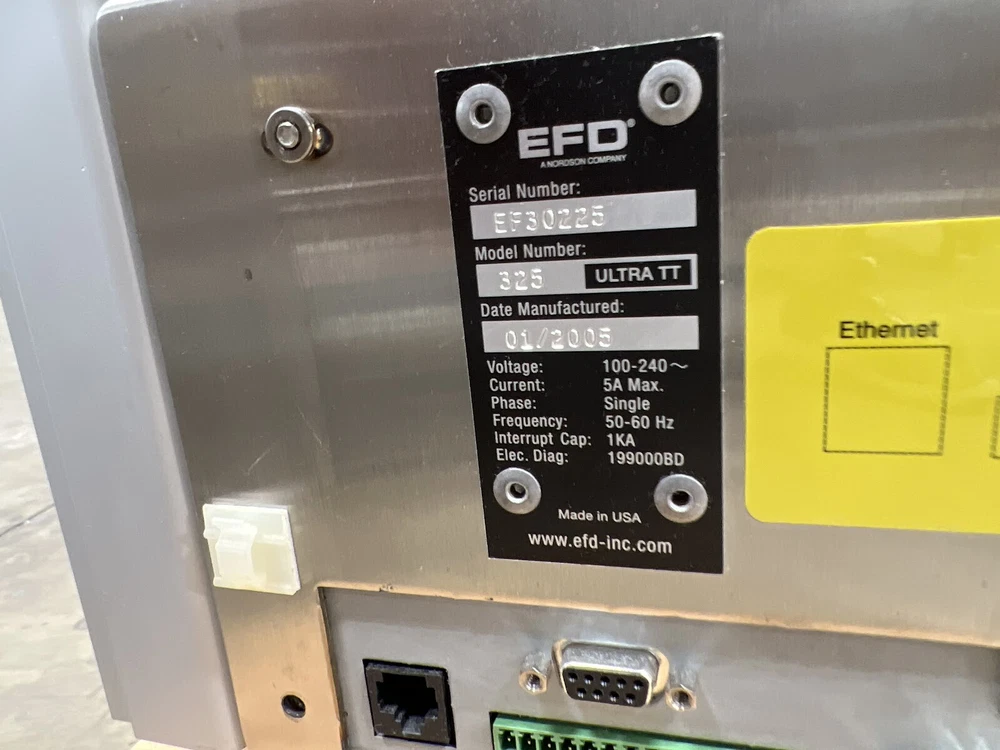 EFD®
A NORDSON COMPANY
Serial Number:
EF30225
Model Number:
325 ULTRA TT
Date Manufactured:
01/2005
Voltage: 100-240~
Current: 5A Max.
Phase: Single
Frequency: 50-60 Hz
Interrupt Cap: 1KA
Elec. Diag: 199000BD
Made in USA
www.efd-inc.com
Ethernet